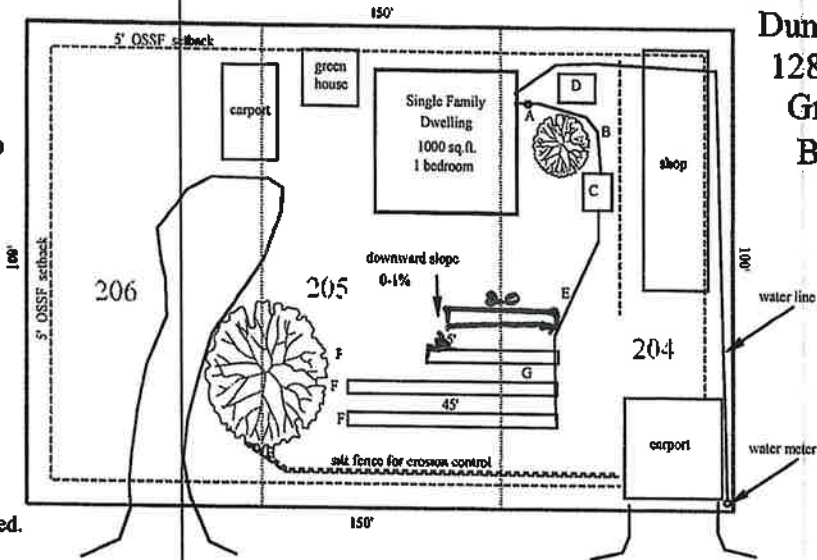 150'
5' OSSF setback
green
house
carport
Single Family
Dwelling
1000 sq.ft.
1 bedroom
A
B
C
D
shop
Dun
128
Gr
B
100'
5' OSSF setback
206
205
204
downward slope
0-1%
E
5'
F
G
F
45'
F
100'
water line
carport
water meter
silt fence for erosion control
150'
ed.